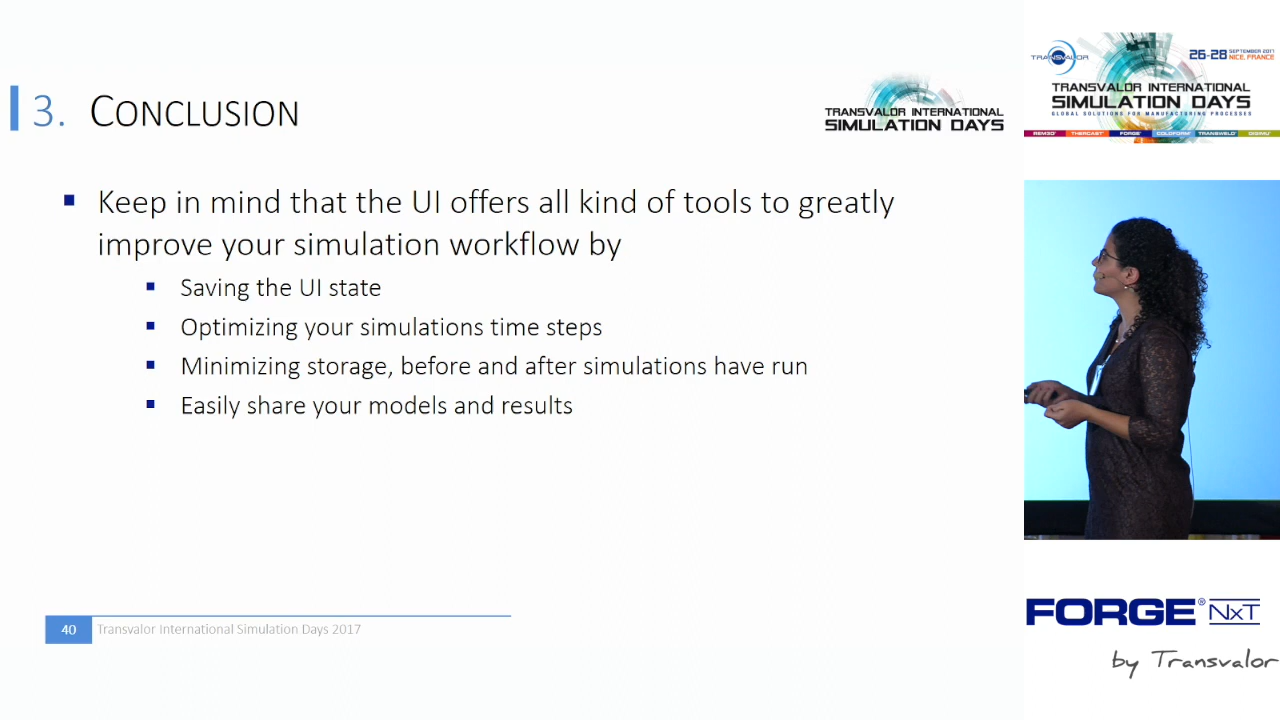 3. CONCLUSION
TRANSVALOR INTERNATIONAL
SIMULATION DAYS
Keep in mind that the UI offers all kind of tools to greatly
improve your simulation workflow by
Saving the UI state
Optimizing your simulations time steps
Minimizing storage, before and after simulations have run
Easily share your models and results
40 Transvalor International Simulation Days 2017
TRANSVALOR
26-28 SEPTEMBER 2017
NICE, FRANCE
TRANSVALOR INTERNATIONAL
SIMULATION DAYS
GLOBAL SOLUTIONS FOR MANUFACTURING PROCESSES
REM3D® THERCAST® FORGE® COLDFORM® TRANSWELD® DIGIMU®
FORGE® NxT
by Transvalor